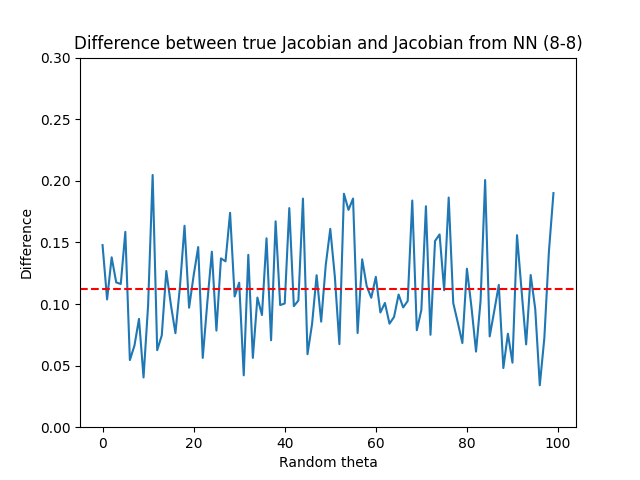 Difference between true Jacobian and Jacobian from NN (8-8)
0.30
0.25
0.20
0.15
0.10
0.05
0.00
Difference
0 20 40 60 80 100
Random theta